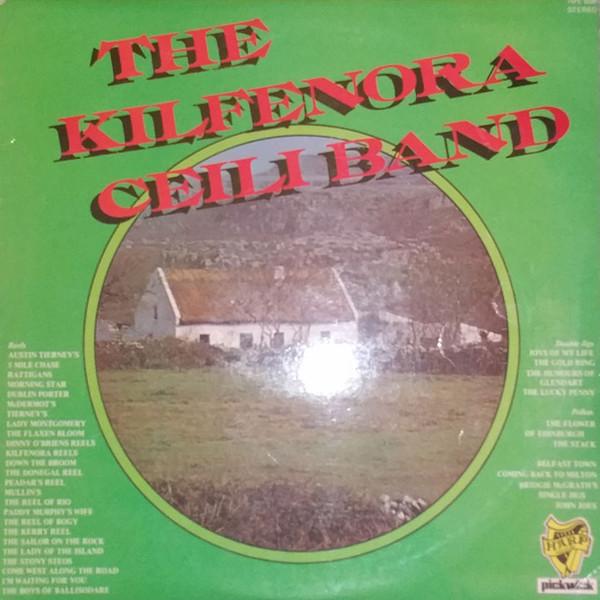 STEREO
THE
KILFENORA
CEILI BAND
Reels
AUSTIN TIERNEY'S
5 MILE CHASE
RATTIGANS
MORNING STAR
DUBLIN PORTER
McDERMOT'S
TIERNEY'S
LADY MONTGOMERY
THE FLAXEN BLOOM
DINNY O'BRIENS REELS
KILFENORA REELS
DOWN THE BROOM
THE DONEGAL REEL
PEADAR'S REEL
MULLIN'S
THE REEL OF RIO
PADDY MURPHY'S WIFE
THE REEL OF BOGY
THE KERRY REEL
THE SAILOR ON THE ROCK
THE LADY OF THE ISLAND
THE STONY STEOS
COME WEST ALONG THE ROAD
I'M WAITING FOR YOU
THE BOYS OF BALLISODARE
Double Jigs
JOYS OF MY LIFE
THE GOLD RING
THE HUMOURS OF
GLENDART
THE LUCKY PENNY
Polkas
THE FLOWER
OF EDINBURGH
THE STACK
BELFAST TOWN
COMING BACK TO MILTON
BRIDGIE McGRATH'S
SINGLE JIGS
JOHN JOES
HARP
pickwick